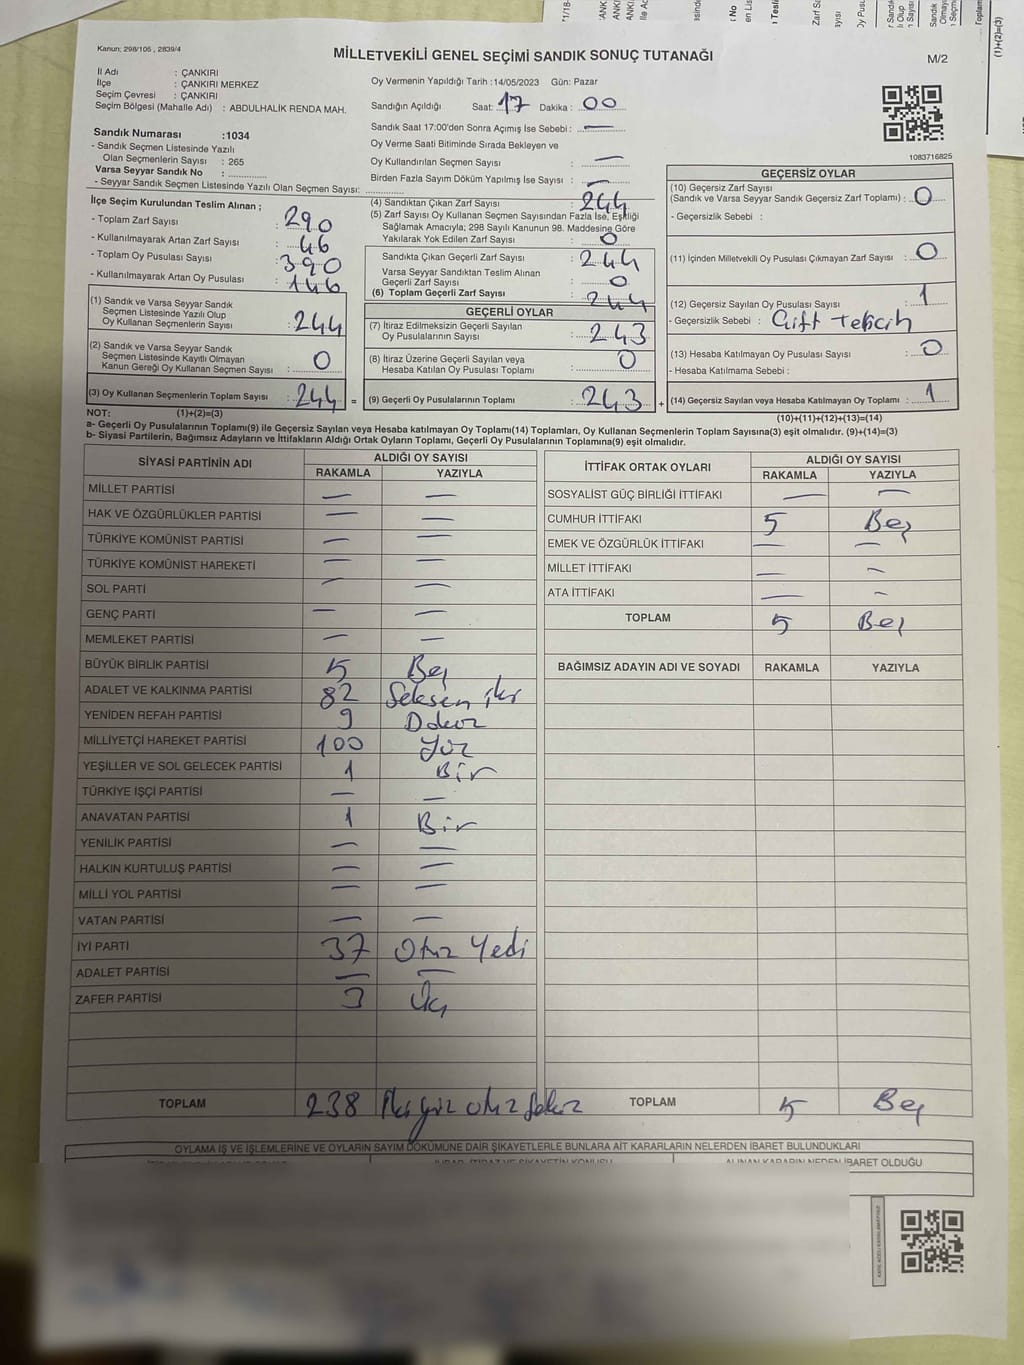 Kanun; 298/105 , 2839/4
MİLLETVEKİLİ GENEL SEÇİMİ SANDIK SONUÇ TUTANAĞI
M/2
İl Adı : ÇANKIRI
İlçe : ÇANKIRI MERKEZ
Seçim Çevresi : ÇANKIRI
Seçim Bölgesi (Mahalle Adı) : ABDULHALİK RENDA MAH.
Oy Vermenin Yapıldığı Tarih : 14/05/2023 Gün: Pazar
Sandığın Açıldığı Saat: 17 Dakika : 00
Sandık Saat 17:00'den Sonra Açımış İse Sebebi : —
Oy Verme Saati Bitiminde Sırada Bekleyen ve
Oy Kullandırılan Seçmen Sayısı : —
Birden Fazla Sayım Döküm Yapılmış İse Sayısı : —
1083716825
Sandık Numarası :1034
- Sandık Seçmen Listesinde Yazılı
Olan Seçmenlerin Sayısı : 265
Varsa Seyyar Sandık No :
- Seyyar Sandık Seçmen Listesinde Yazılı Olan Seçmen Sayısı:
İlçe Seçim Kurulundan Teslim Alınan ;
- Toplam Zarf Sayısı : 290
- Kullanılmayarak Artan Zarf Sayısı : 46
- Toplam Oy Pusulası Sayısı : 390
- Kullanılmayarak Artan Oy Pusulası : 146
(1) Sandık ve Varsa Seyyar Sandık
Seçmen Listesinde Yazılı Olup
Oy Kullanan Seçmenlerin Sayısı : 244
(2) Sandık ve Varsa Seyyar Sandık
Seçmen Listesinde Kayıtlı Olmayan
Kanun Gereği Oy Kullanan Seçmen Sayısı : 0
(3) Oy Kullanan Seçmenlerin Toplam Sayısı : 244 =
(4) Sandıktan Çıkan Zarf Sayısı : 244
(5) Zarf Sayısı Oy Kullanan Seçmen Sayısından Fazla İse, Eşitliği
Sağlamak Amacıyla; 298 Sayılı Kanunun 98. Maddesine Göre
Yakılarak Yok Edilen Zarf Sayısı : 0
Sandıkta Çıkan Geçerli Zarf Sayısı : 244
Varsa Seyyar Sandıktan Teslim Alınan
Geçerli Zarf Sayısı : 0
(6) Toplam Geçerli Zarf Sayısı : 244
GEÇERLİ OYLAR
(7) İtiraz Edilmeksizin Geçerli Sayılan
Oy Pusulalarının Sayısı : 243
(8) İtiraz Üzerine Geçerli Sayılan veya
Hesaba Katılan Oy Pusulası Toplamı : 0
(9) Geçerli Oy Pusulalarının Toplamı : 243 +
GEÇERSİZ OYLAR
(10) Geçersiz Zarf Sayısı
(Sandık ve Varsa Seyyar Sandık Geçersiz Zarf Toplamı) : 0
- Geçersizlik Sebebi :
(11) İçinden Milletvekili Oy Pusulası Çıkmayan Zarf Sayısı : 0
(12) Geçersiz Sayılan Oy Pusulası Sayısı : 1
- Geçersizlik Sebebi : Çift Tercih
(13) Hesaba Katılmayan Oy Pusulası Sayısı : 0
- Hesaba Katılmama Sebebi :
(14) Geçersiz Sayılan veya Hesaba Katılmayan Oy Toplamı : 1
NOT: (1)+(2)=(3)
(10)+(11)+(12)+(13)=(14)
a- Geçerli Oy Pusulalarının Toplamı(9) ile Geçersiz Sayılan veya Hesaba katılmayan Oy Toplamı(14) Toplamları, Oy Kullanan Seçmenlerin Toplam Sayısına(3) eşit olmalıdır. (9)+(14)=(3)
b- Siyasi Partilerin, Bağımsız Adayların ve İttifakların Aldığı Ortak Oyların Toplamı, Geçerli Oy Pusulalarının Toplamına(9) eşit olmalıdır.
SİYASİ PARTİNİN ADI ALDIĞI OY SAYISI
RAKAMLA YAZIYLA
MİLLET PARTİSİ — —
HAK VE ÖZGÜRLÜKLER PARTİSİ — —
TÜRKİYE KOMÜNİST PARTİSİ — —
TÜRKİYE KOMÜNİST HAREKETİ — —
SOL PARTİ — —
GENÇ PARTİ — —
MEMLEKET PARTİSİ — —
BÜYÜK BİRLİK PARTİSİ 5 Beş
ADALET VE KALKINMA PARTİSİ 82 Seksen iki
YENİDEN REFAH PARTİSİ 9 Dokuz
MİLLİYETÇİ HAREKET PARTİSİ 100 Yüz
YEŞİLLER VE SOL GELECEK PARTİSİ 1 Bir
TÜRKİYE İŞÇİ PARTİSİ — —
ANAVATAN PARTİSİ 1 Bir
YENİLİK PARTİSİ — —
HALKIN KURTULUŞ PARTİSİ — —
MİLLİ YOL PARTİSİ — —
VATAN PARTİSİ — —
İYİ PARTİ 37 Otuz Yedi
ADALET PARTİSİ — —
ZAFER PARTİSİ 3 Üç
TOPLAM 238 İki yüz otuz sekiz
İTTİFAK ORTAK OYLARI ALDIĞI OY SAYISI
RAKAMLA YAZIYLA
SOSYALİST GÜÇ BİRLİĞİ İTTİFAKI — —
CUMHUR İTTİFAKI 5 Beş
EMEK VE ÖZGÜRLÜK İTTİFAKI — —
MİLLET İTTİFAKI — —
ATA İTTİFAKI — —
TOPLAM 5 Beş
BAĞIMSIZ ADAYIN ADI VE SOYADI RAKAMLA YAZIYLA
TOPLAM 5 Beş
OYLAMA İŞ VE İŞLEMLERİNE VE OYLARIN SAYIM DÖKÜMÜNE DAİR ŞİKAYETLERLE BUNLARA AİT KARARLARIN NELERDEN İBARET BULUNDUKLARI
ALINAN KARARIN NEDEN İBARET OLDUĞU